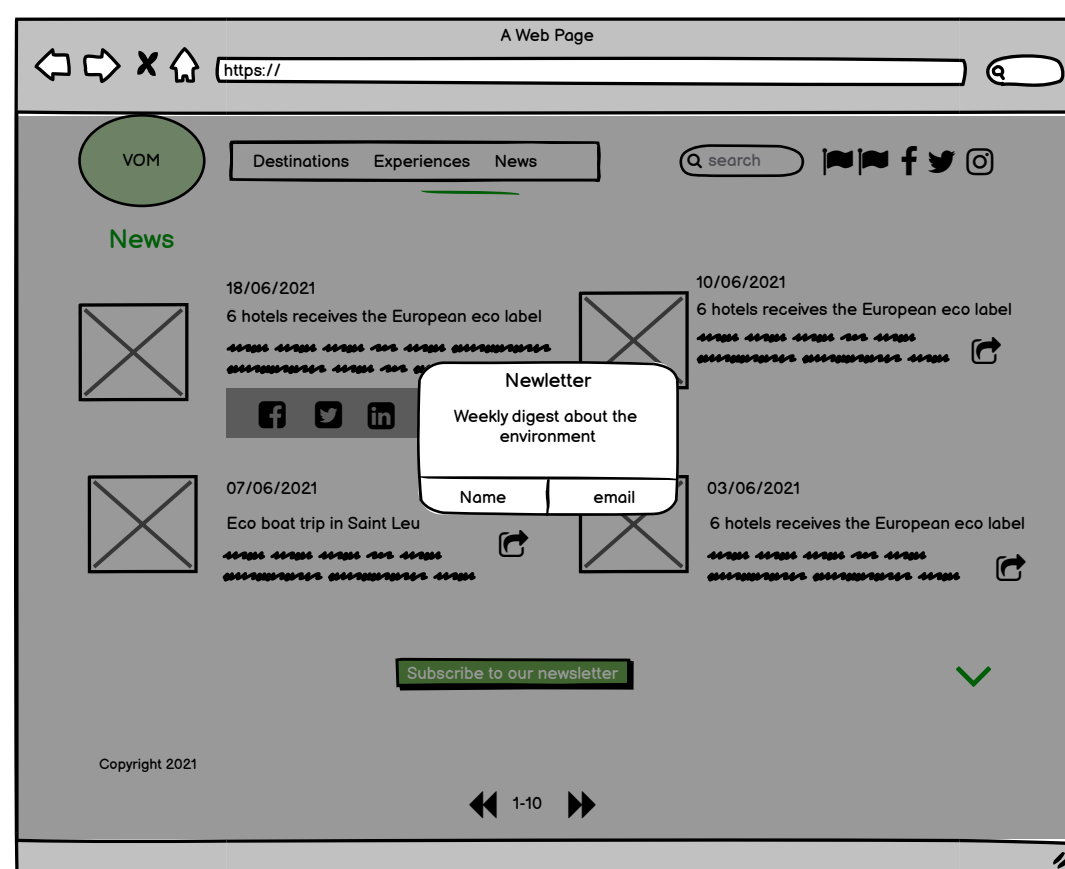 A Web Page
https://
VOM
Destinations Experiences News
search
News
18/06/2021
6 hotels receives the European eco label
10/06/2021
6 hotels receives the European eco label
Newletter
Weekly digest about the
environment
Name email
07/06/2021
Eco boat trip in Saint Leu
03/06/2021
6 hotels receives the European eco label
Subscribe to our newsletter
Copyright 2021
1-10